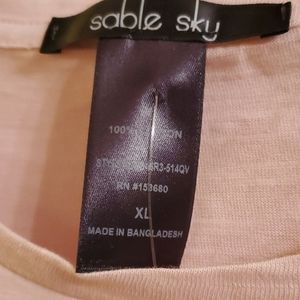 sable sky
100%
RN #153680
XL
MADE IN BANGLADESH